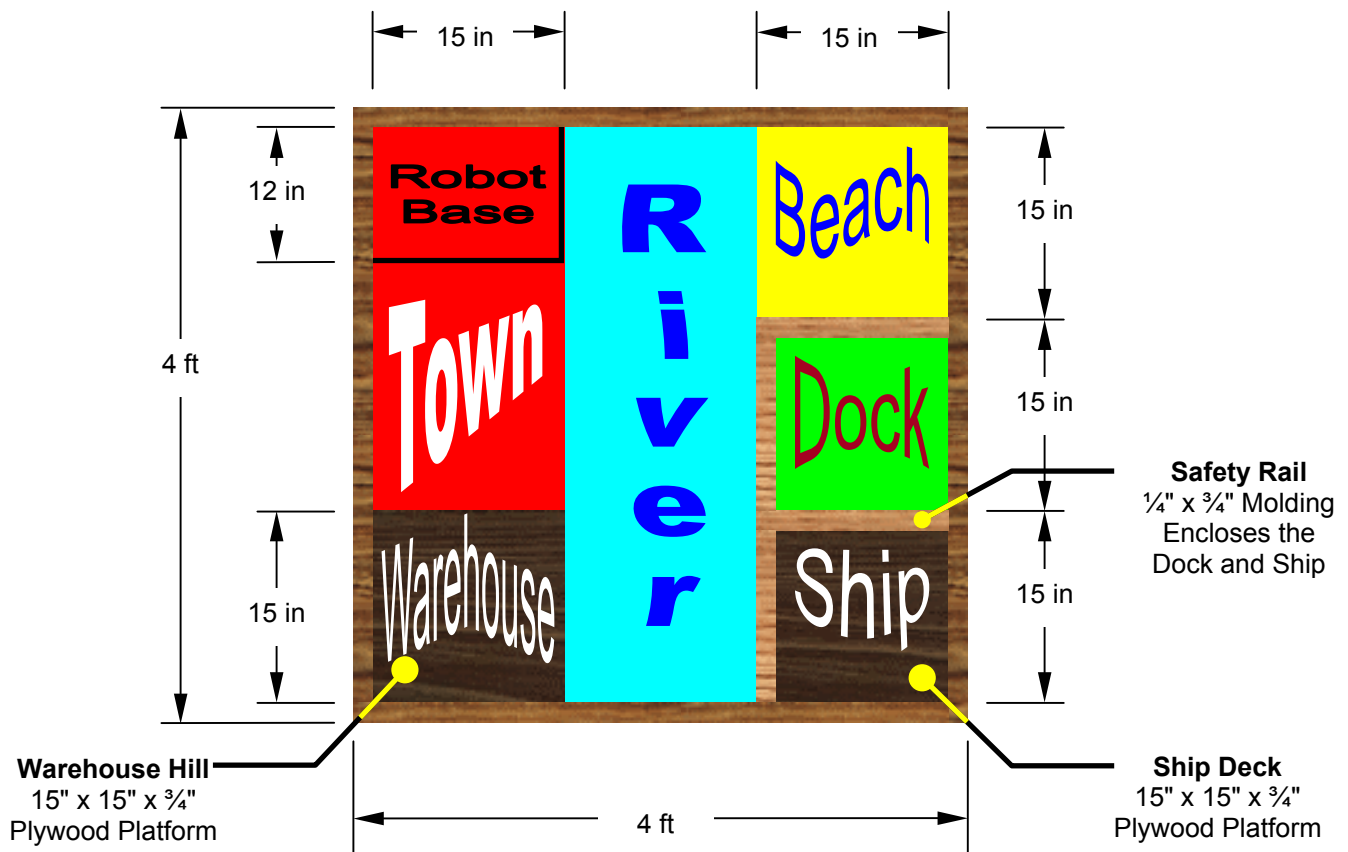 15 in
15 in
12 in
Robot
Base
River
Beach
15 in
4 ft
Town
Dock
15 in
Safety Rail
¼" x ¾" Molding
Encloses the
Dock and Ship
15 in
Warehouse
Ship
15 in
Warehouse Hill
15" x 15" x ¾"
Plywood Platform
4 ft
Ship Deck
15" x 15" x ¾"
Plywood Platform